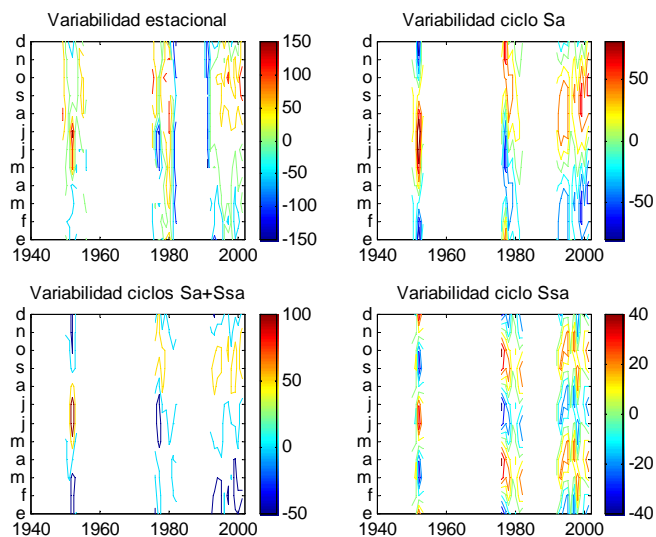 Variabilidad estacional
d
n
o
s
a
j
j
m
a
m
f
e
1940 1960 1980 2000
150
100
50
0
-50
-100
-150
Variabilidad ciclo Sa
d
n
o
s
a
j
j
m
a
m
f
e
1940 1960 1980 2000
50
0
-50
Variabilidad ciclos Sa+Ssa
d
n
o
s
a
j
j
m
a
m
f
e
1940 1960 1980 2000
100
50
0
-50
Variabilidad ciclo Ssa
d
n
o
s
a
j
j
m
a
m
f
e
1940 1960 1980 2000
40
20
0
-20
-40